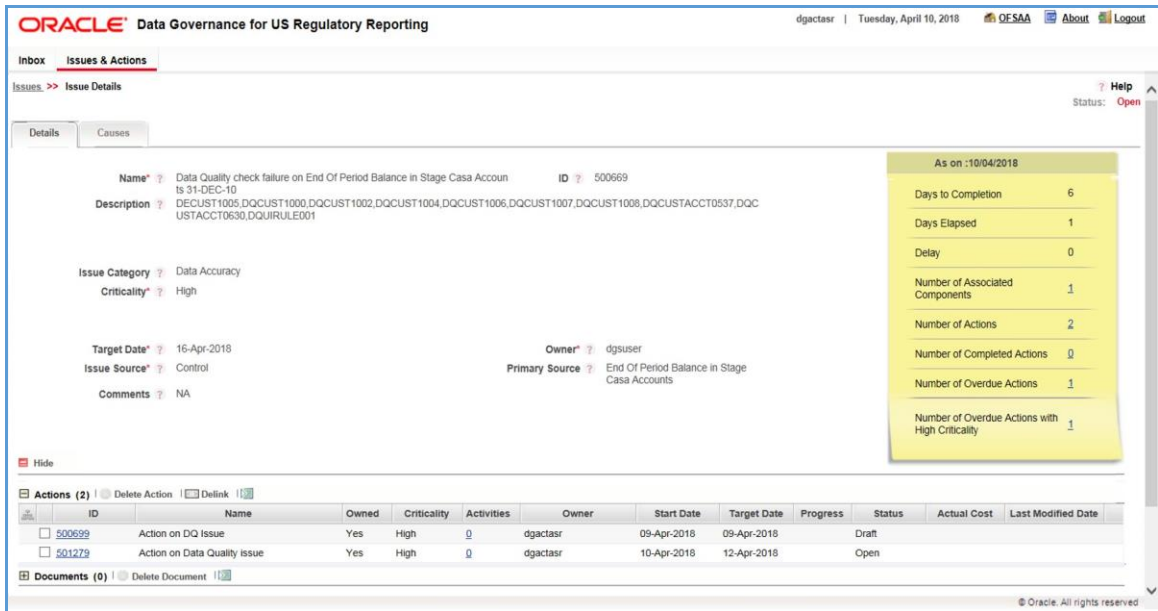 ORACLE® Data Governance for US Regulatory Reporting
dgactasr | Tuesday, April 10, 2018 OFSAA About Logout
Inbox Issues & Actions
Issues >> Issue Details
? Help
Status: Open
Details Causes
Name* ? Data Quality check failure on End Of Period Balance in Stage Casa Accoun
ts 31-DEC-10
ID ? 500669
Description ? DECUST1005,DQCUST1000,DQCUST1002,DQCUST1004,DQCUST1006,DQCUST1007,DQCUST1008,DQCUSTACCT0537,DQC
USTACCT0630,DQUIRULE001
Issue Category ? Data Accuracy
Criticality* ? High
Target Date* ? 16-Apr-2018
Owner* ? dgsuser
Issue Source* ? Control
Primary Source ? End Of Period Balance in Stage
Casa Accounts
Comments ? NA
As on :10/04/2018
Days to Completion 6
Days Elapsed 1
Delay 0
Number of Associated
Components 1
Number of Actions 2
Number of Completed Actions 0
Number of Overdue Actions 1
Number of Overdue Actions with
High Criticality 1
Hide
Actions (2) | Delete Action | Delink |
ID Name Owned Criticality Activities Owner Start Date Target Date Progress Status Actual Cost Last Modified Date
500699 Action on DQ Issue Yes High 0 dgactasr 09-Apr-2018 09-Apr-2018 Draft
501279 Action on Data Quality issue Yes High 0 dgactasr 10-Apr-2018 12-Apr-2018 Open
Documents (0) | Delete Document |
© Oracle. All rights reserved